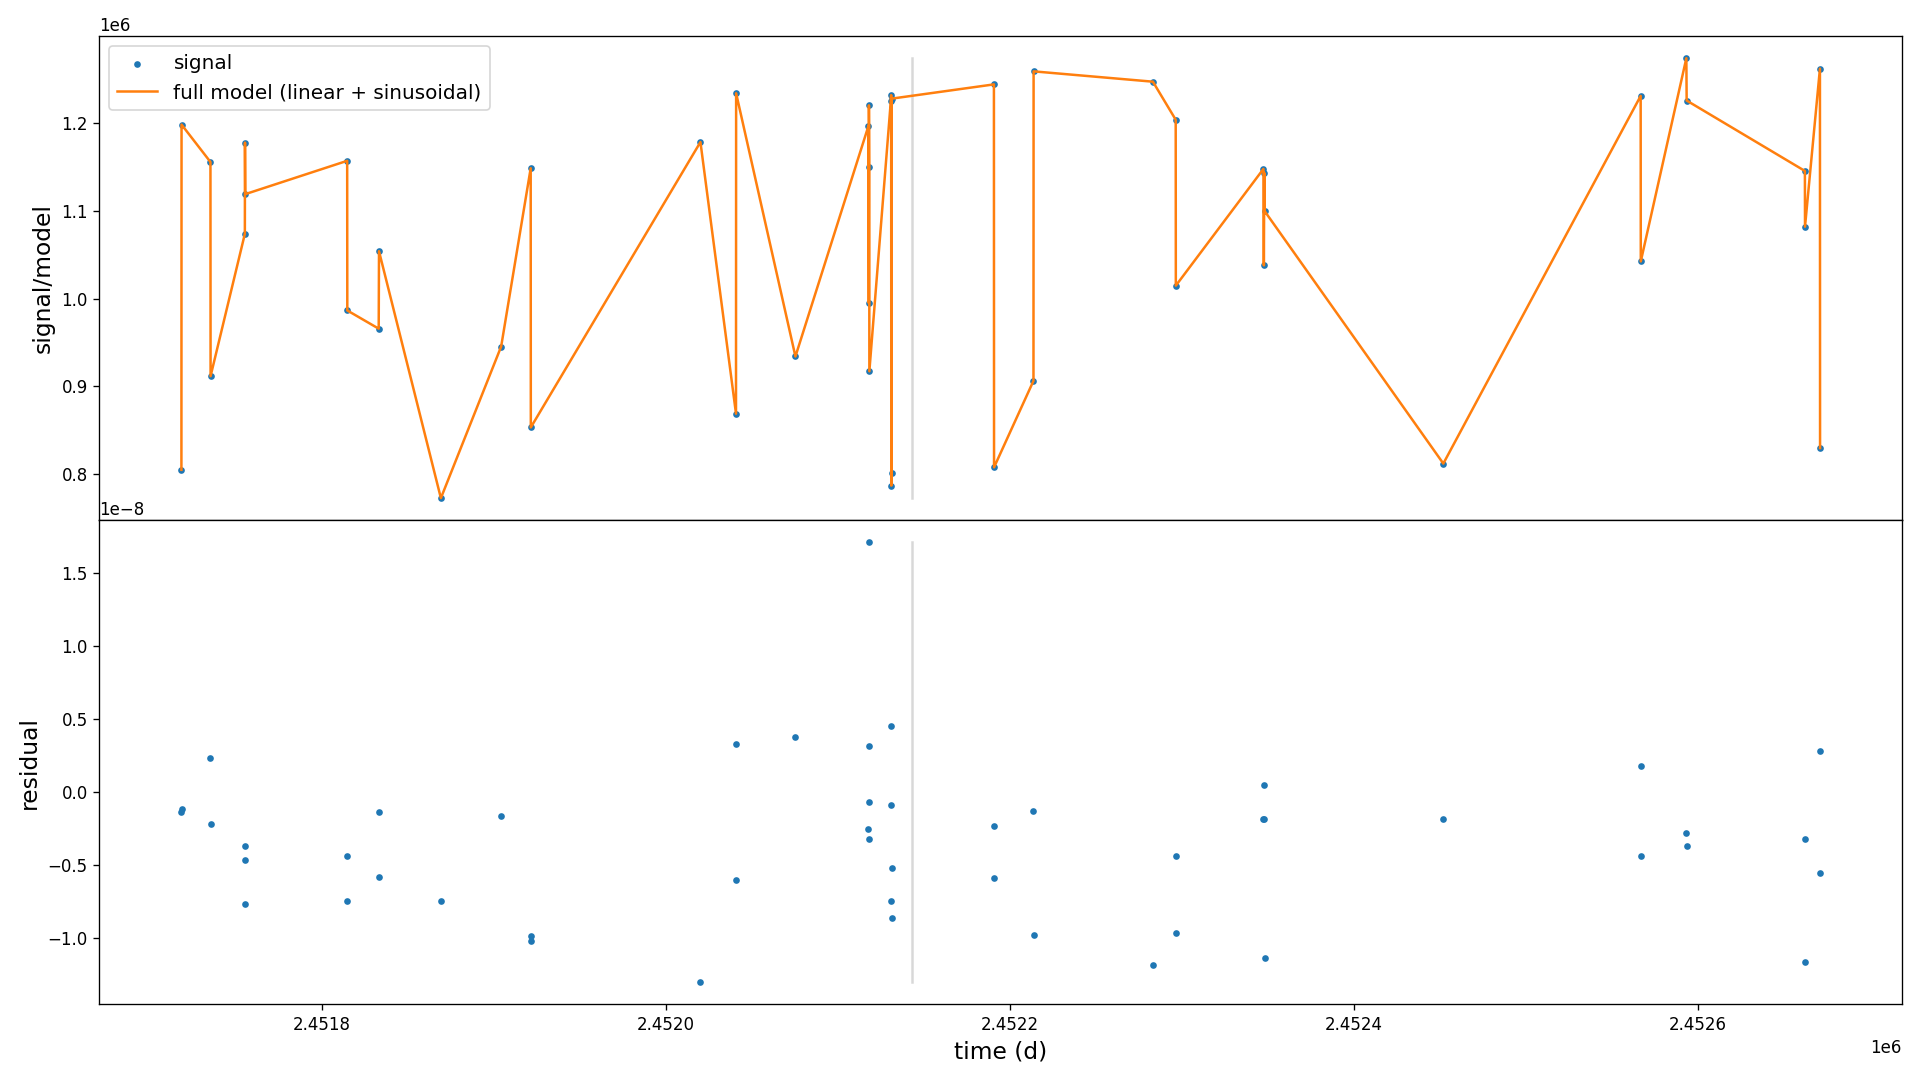 1e6
signal
full model (linear + sinusoidal)
signal/model
1.2
1.1
1.0
0.9
0.8
1e−8
residual
1.5
1.0
0.5
0.0
−0.5
−1.0
2.4518
2.4520
2.4522
2.4524
2.4526
time (d)
1e6